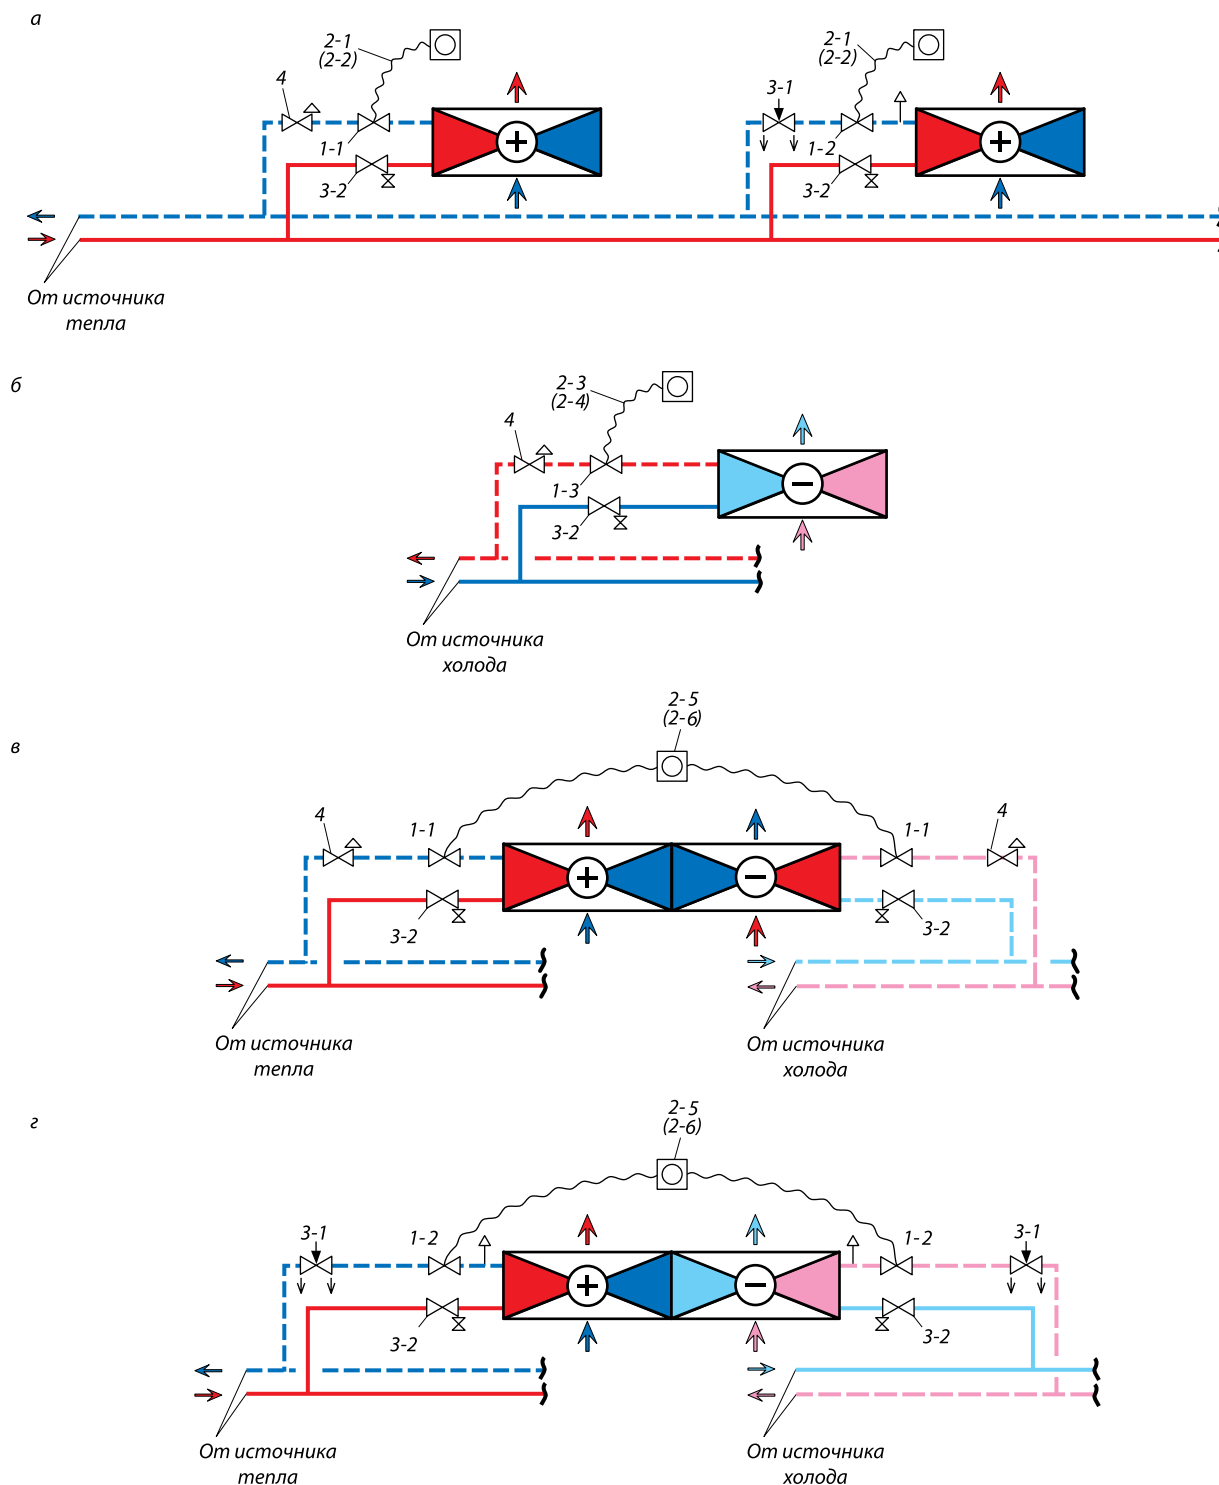 а
2-1
(2-2)
4
1-1
3-2
2-1
(2-2)
3-1
1-2
3-2
От источника
тепла
б
2-3
(2-4)
4
1-3
3-2
От источника
холода
в
2-5
(2-6)
4
1-1
3-2
1-1
4
3-2
От источника
тепла
От источника
холода
г
2-5
(2-6)
3-1
1-2
3-2
1-2
3-1
3-2
От источника
тепла
От источника
холода